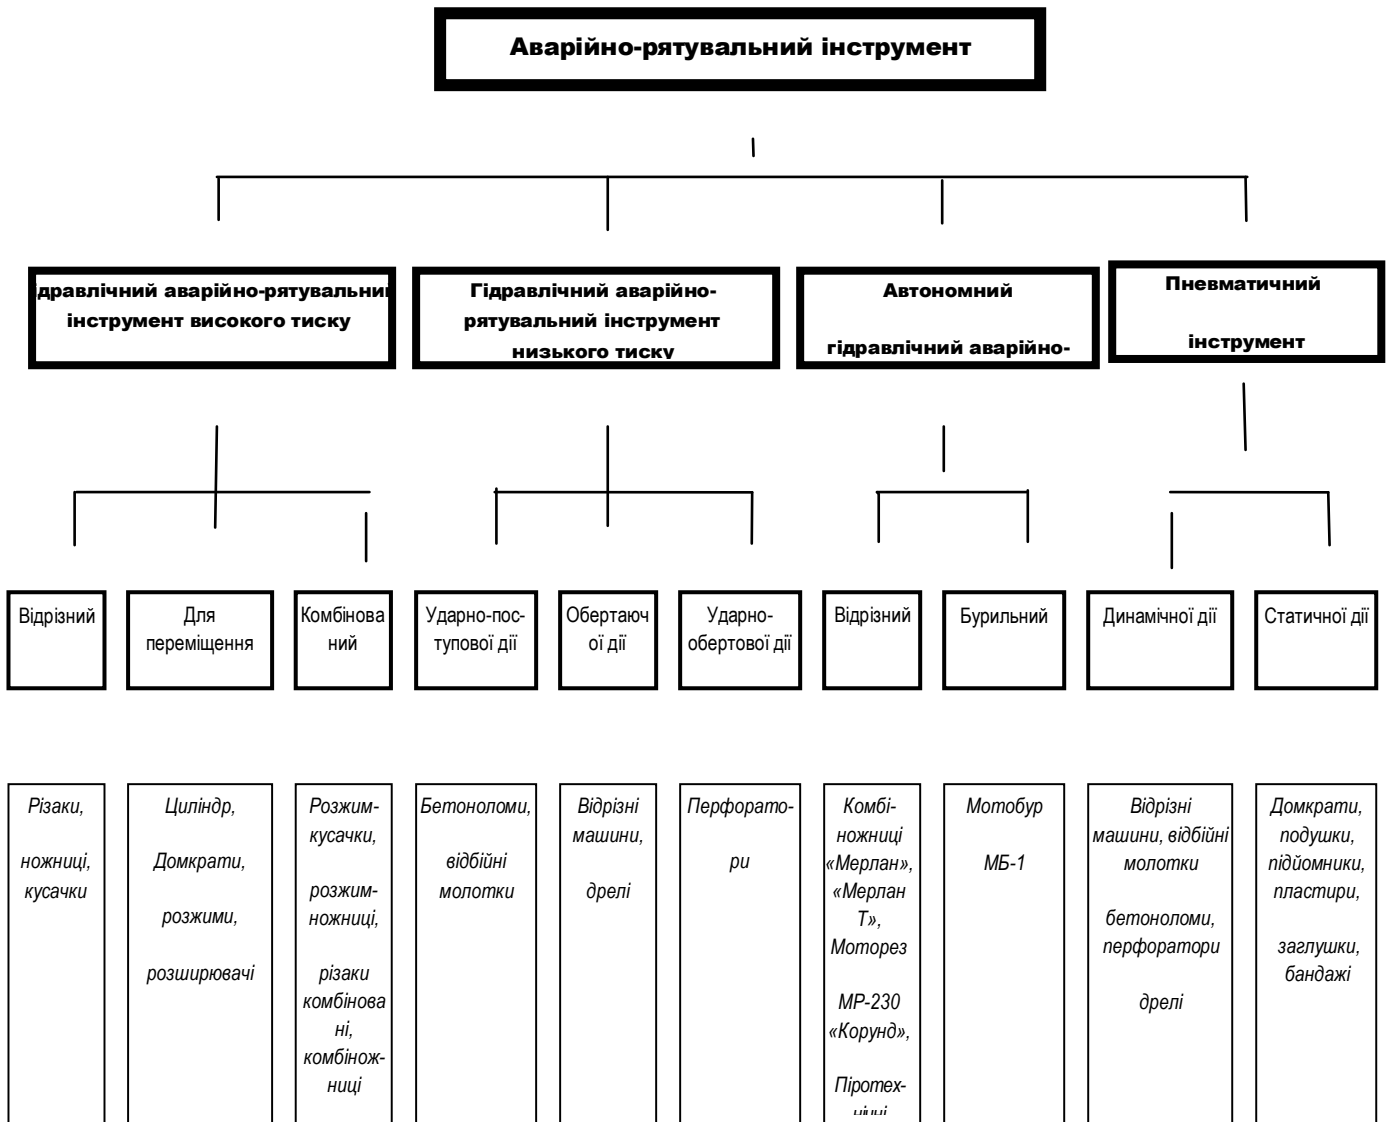 Аварійно-рятувальний інструмент
дравлічний аварійно-рятувальни
інструмент високого тиску
Гідравлічний аварійно-
рятувальний інструмент
низького тиску
Автономний
гідравлічний аварійно-
Пневматичний
інструмент
Відрізний
Для
переміщення
Комбінова
ний
Ударно-пос-
тупової дії
Обертаюч
ої дії
Ударно-
обертової дії
Відрізний
Бурильний
Динамічної дії
Статичної дії
Різаки,
ножниці,
кусачки
Циліндр,
Домкрати,
розжими,
розширювачі
Розжим-
кусачки,
розжим-
ножниці,
різаки
комбінова
ні,
комбінож-
ниці
Бетоноломи,
відбійні
молотки
Відрізні
машини,
дрелі
Перфорато-
ри
Комбі-
ножниці
«Мерлан»,
«Мерлан
Т»,
Моторез
МР-230
«Корунд»,
Піротех-
нічні
Мотобур
МБ-1
Відрізні
машини, відбійні
молотки
бетоноломи,
перфоратори
дрелі
Домкрати,
подушки,
підйомники,
пластири,
заглушки,
бандажі